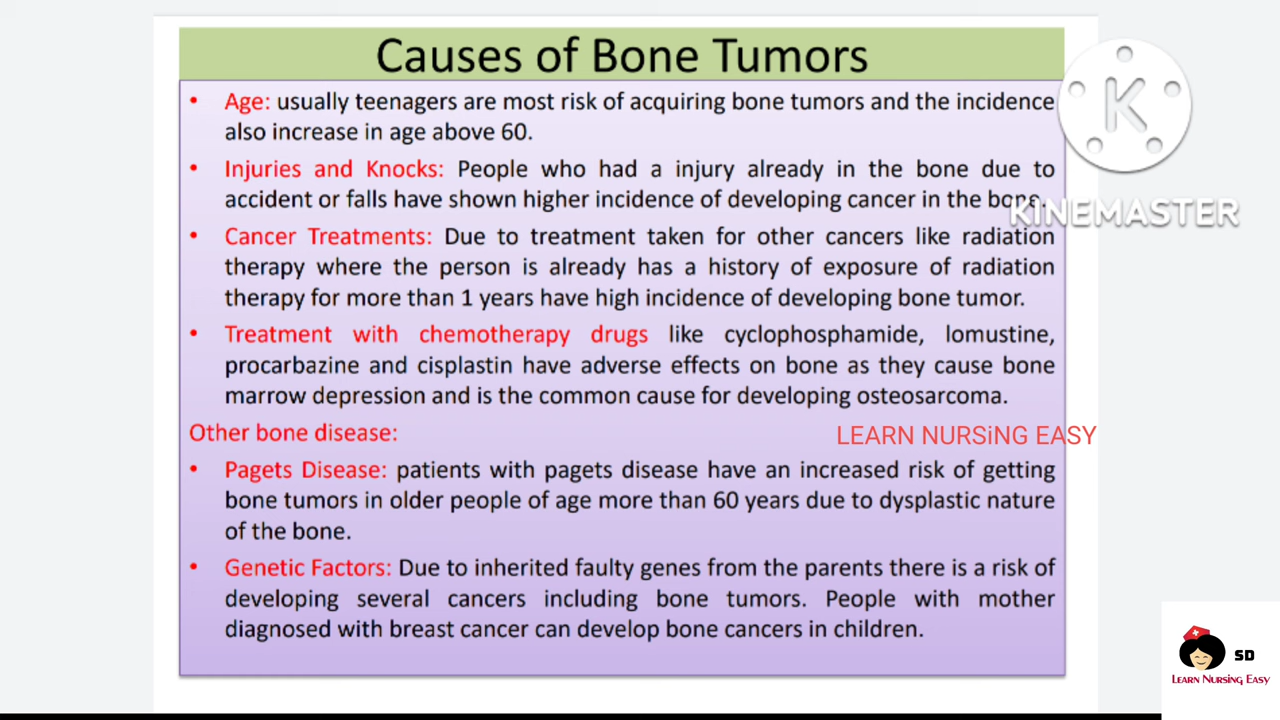 Causes of Bone Tumors
• Age: usually teenagers are most risk of acquiring bone tumors and the incidence
also increase in age above 60.
• Injuries and Knocks: People who had a injury already in the bone due to
accident or falls have shown higher incidence of developing cancer in the bone.
KINEMASTER
• Cancer Treatments: Due to treatment taken for other cancers like radiation
therapy where the person is already has a history of exposure of radiation
therapy for more than 1 years have high incidence of developing bone tumor.
• Treatment with chemotherapy drugs like cyclophosphamide, lomustine,
procarbazine and cisplastin have adverse effects on bone as they cause bone
marrow depression and is the common cause for developing osteosarcoma.
Other bone disease:
LEARN NURSiNG EASY
• Pagets Disease: patients with pagets disease have an increased risk of getting
bone tumors in older people of age more than 60 years due to dysplastic nature
of the bone.
• Genetic Factors: Due to inherited faulty genes from the parents there is a risk of
developing several cancers including bone tumors. People with mother
diagnosed with breast cancer can develop bone cancers in children.
K
SD
LEARN NURSING EASY